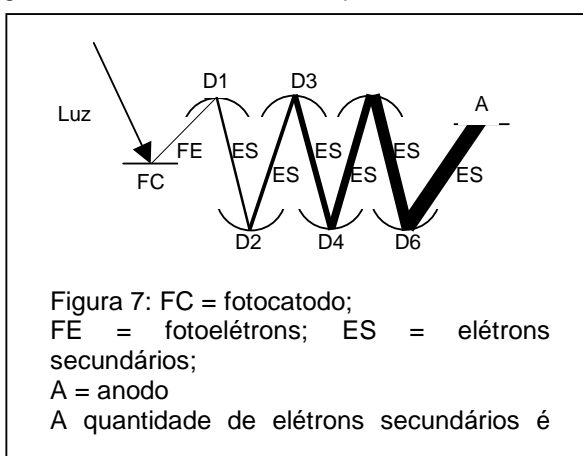 D1 D3
A
Luz
FE ES ES ES
FC ES ES ES
D2 D4 D6
Figura 7: FC = fotocatodo;
FE = fotoelétrons; ES = elétrons
secundários;
A = anodo
A quantidade de elétrons secundários é